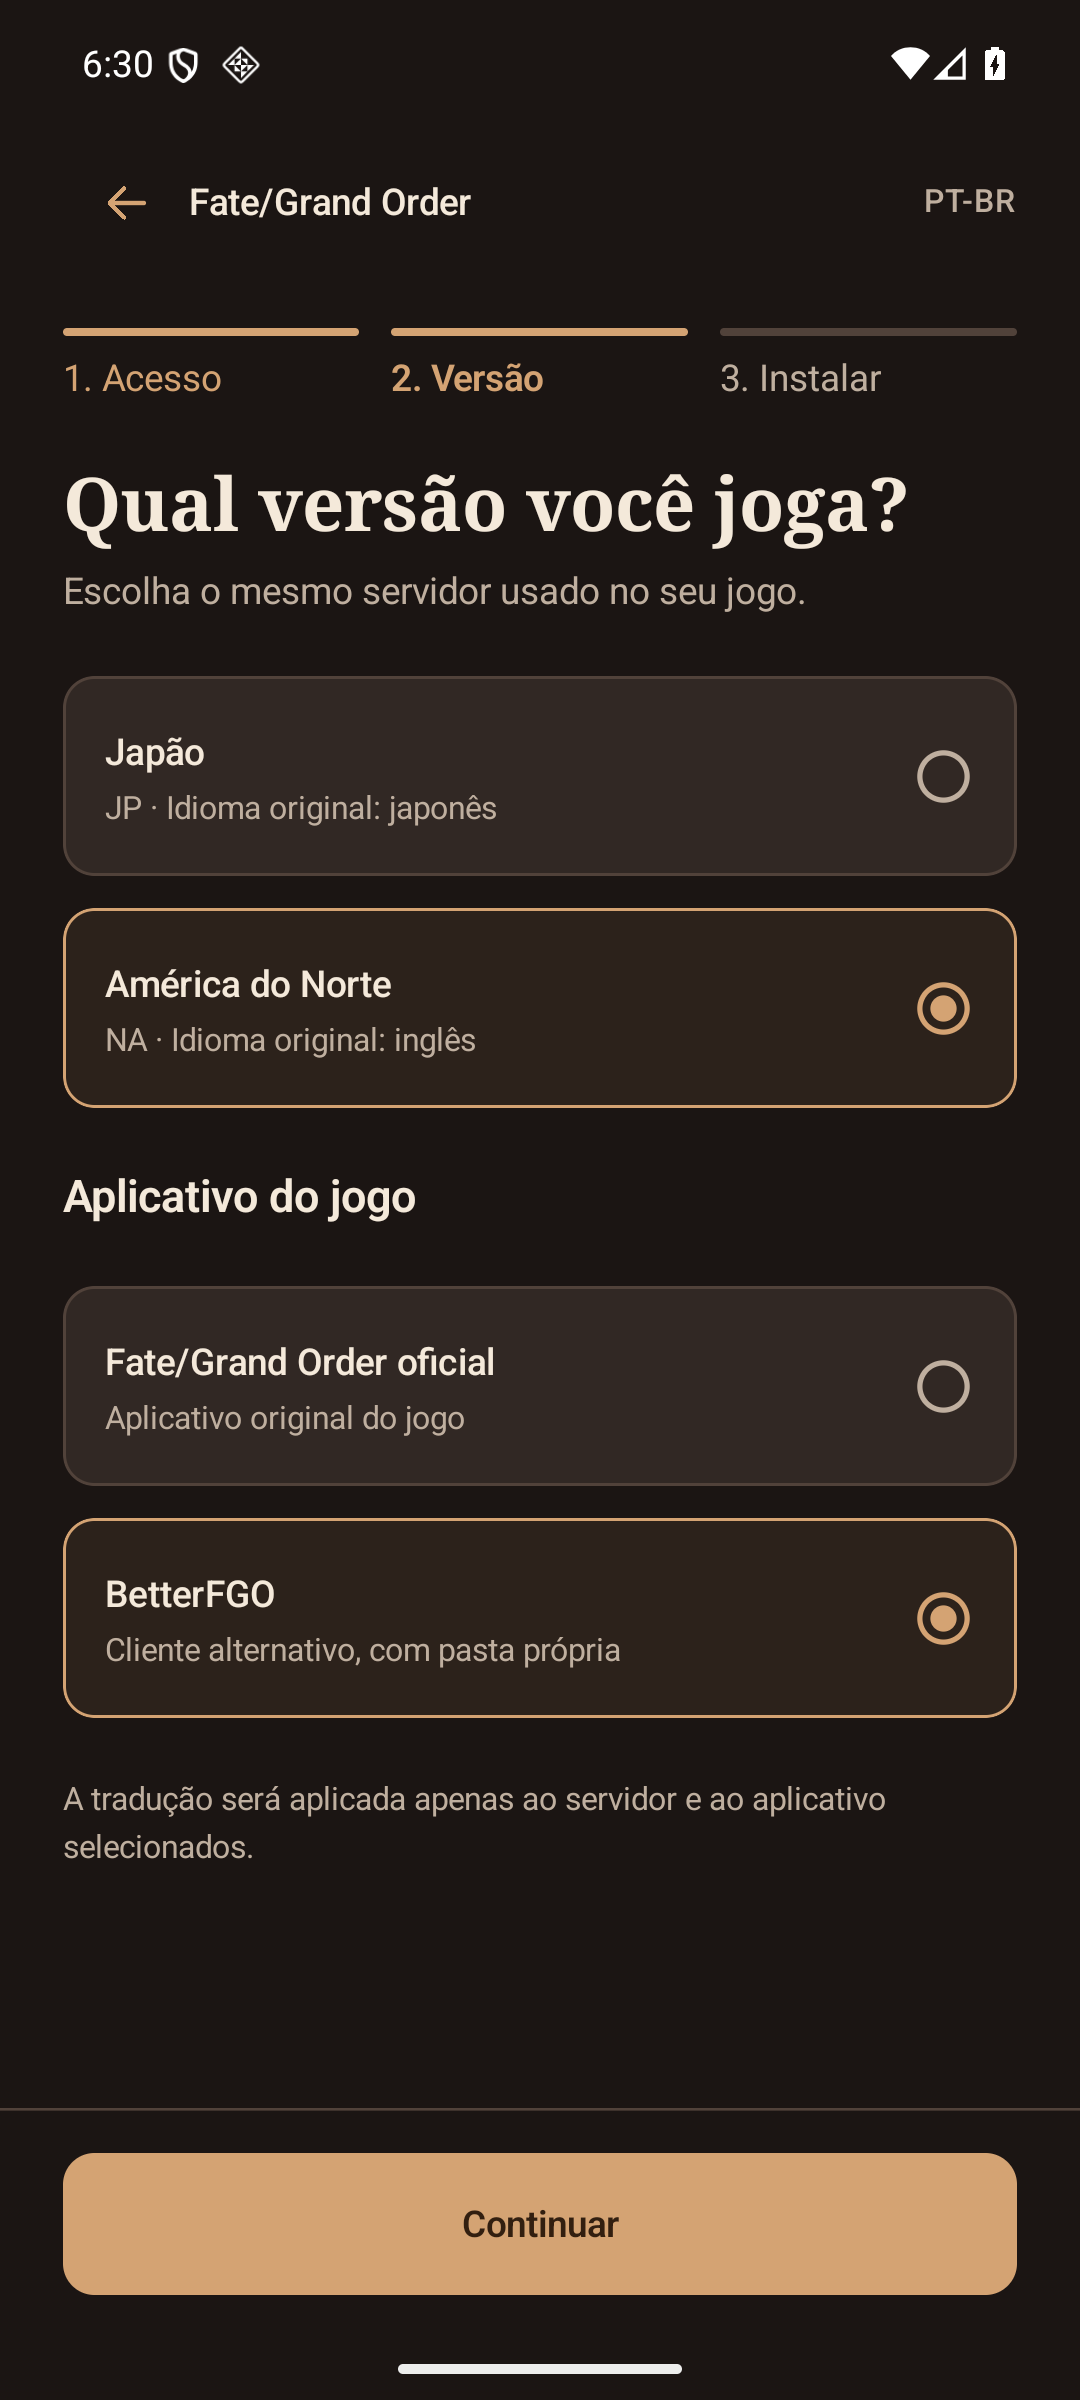 6:30
Fate/Grand Order
PT-BR
1. Acesso
2. Versão
3. Instalar
Qual versão você joga?
Escolha o mesmo servidor usado no seu jogo.
Japão
JP · Idioma original: japonês
América do Norte
NA · Idioma original: inglês
Aplicativo do jogo
Fate/Grand Order oficial
Aplicativo original do jogo
BetterFGO
Cliente alternativo, com pasta própria
A tradução será aplicada apenas ao servidor e ao aplicativo
selecionados.
Continuar